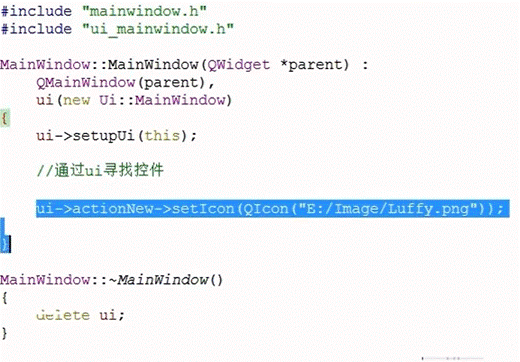 #include "mainwindow.h"
#include "ui_mainwindow.h"
MainWindow::MainWindow(QWidget *parent) :
QMainWindow(parent),
ui(new Ui::MainWindow)
{
ui->setupUi(this);
//通过ui寻找控件
ui->actionNew->setIcon(QIcon("E:/Image/Luffy.png"));
}
MainWindow::~MainWindow()
{
delete ui;
}